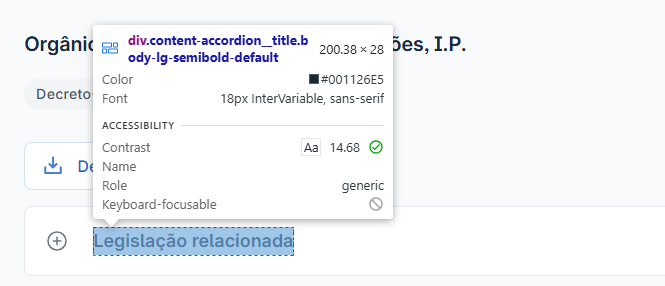 Orgânic
ões, I.P.
div.content-accordion__title.b
ody-lg-semibold-default
200.38 × 28
Color
#001126E5
Font
18px InterVariable, sans-serif
ACCESSIBILITY
Contrast
Aa
14.68
Name
Role
generic
Keyboard-focusable
Decreto-
De
Legislação relacionada